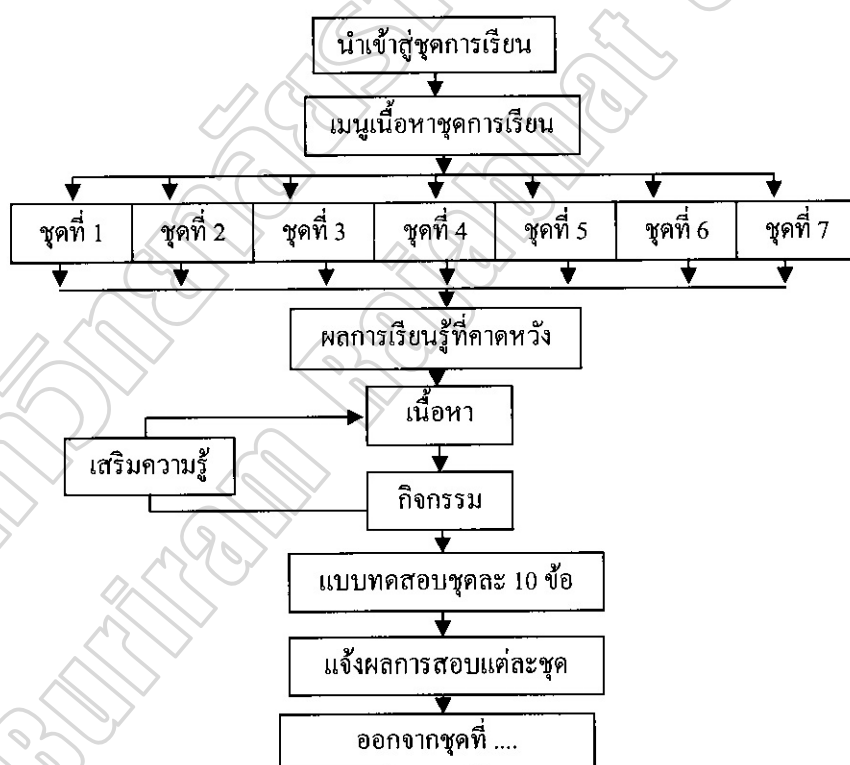 นำเข้าสู่ชุดการเรียน
เมนูเนื้อหาชุดการเรียน
ชุดที่ 1 ชุดที่ 2 ชุดที่ 3 ชุดที่ 4 ชุดที่ 5 ชุดที่ 6 ชุดที่ 7
ผลการเรียนรู้ที่คาดหวัง
เนื้อหา
เสริมความรู้
กิจกรรม
แบบทดสอบชุดละ 10 ข้อ
แจ้งผลการสอบแต่ละชุด
ออกจากชุดที่ ....
Buriram Rajabhat